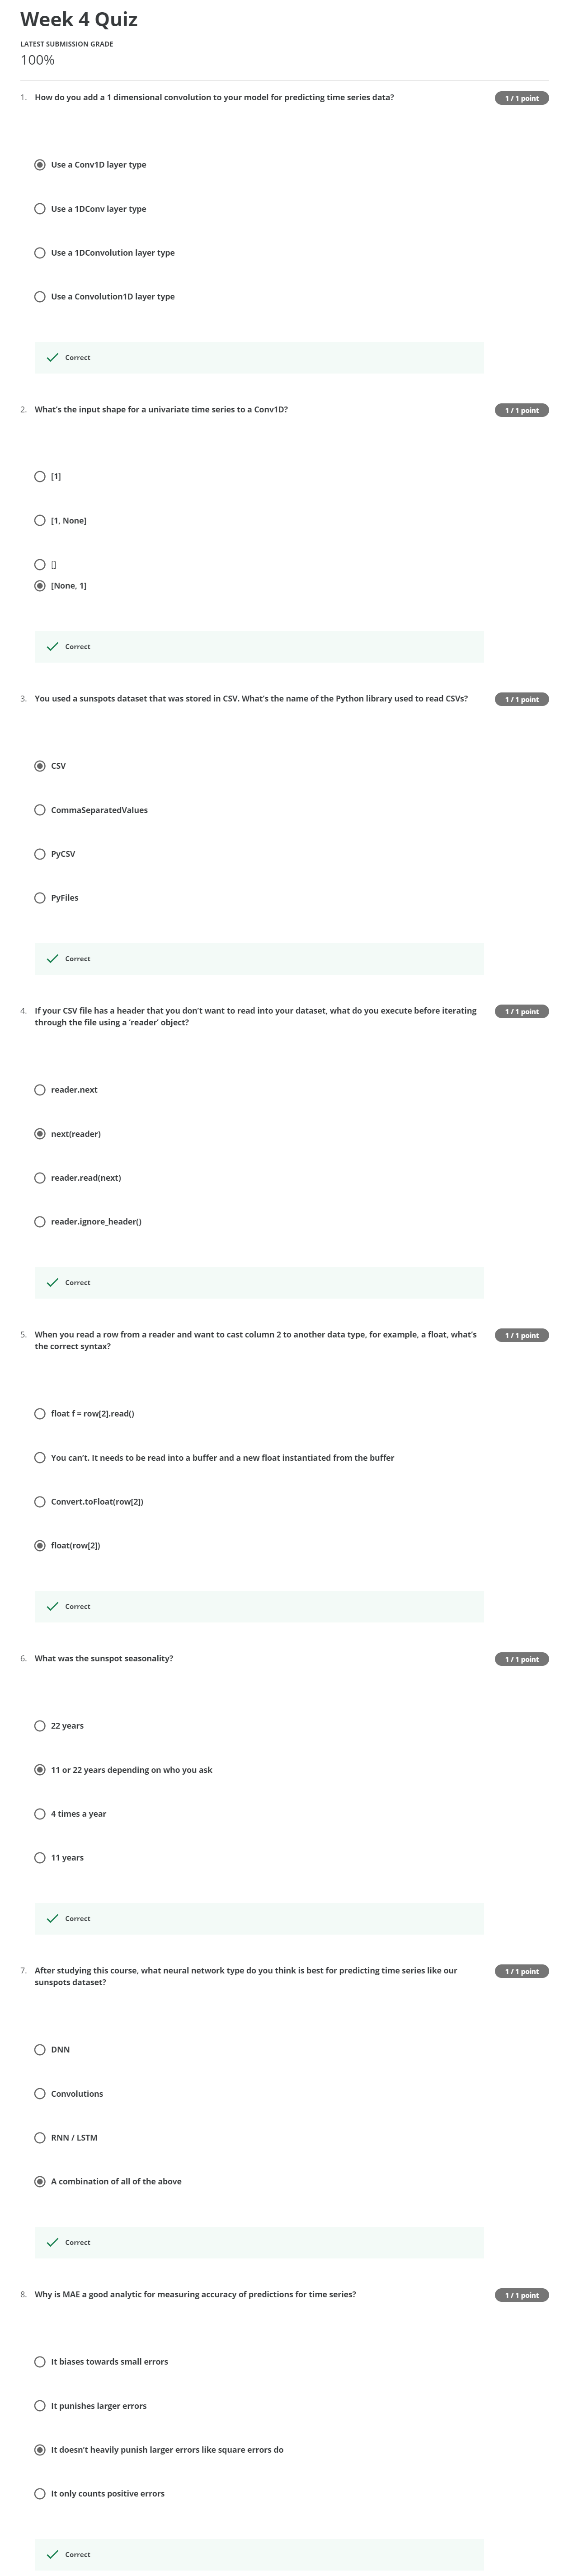 Week 4 Quiz
LATEST SUBMISSION GRADE
100%
1. How do you add a 1 dimensional convolution to your model for predicting time series data?
1 / 1 point
Use a Conv1D layer type
Use a 1DConv layer type
Use a 1DConvolution layer type
Use a Convolution1D layer type
Correct
2. What's the input shape for a univariate time series to a Conv1D?
1 / 1 point
[1]
[1, None]
[]
[None, 1]
Correct
3. You used a sunspots dataset that was stored in CSV. What's the name of the Python library used to read CSVs?
1 / 1 point
CSV
CommaSeparatedValues
PyCSV
PyFiles
Correct
4. If your CSV file has a header that you don't want to read into your dataset, what do you execute before iterating
through the file using a 'reader' object?
1 / 1 point
reader.next
next(reader)
reader.read(next)
reader.ignore_header()
Correct
5. When you read a row from a reader and want to cast column 2 to another data type, for example, a float, what's
the correct syntax?
1 / 1 point
float f = row[2].read()
You can't. It needs to be read into a buffer and a new float instantiated from the buffer
Convert.toFloat(row[2])
float(row[2])
Correct
6. What was the sunspot seasonality?
1 / 1 point
22 years
11 or 22 years depending on who you ask
4 times a year
11 years
Correct
7. After studying this course, what neural network type do you think is best for predicting time series like our
sunspots dataset?
1 / 1 point
DNN
Convolutions
RNN / LSTM
A combination of all of the above
Correct
8. Why is MAE a good analytic for measuring accuracy of predictions for time series?
1 / 1 point
It biases towards small errors
It punishes larger errors
It doesn't heavily punish larger errors like square errors do
It only counts positive errors
Correct